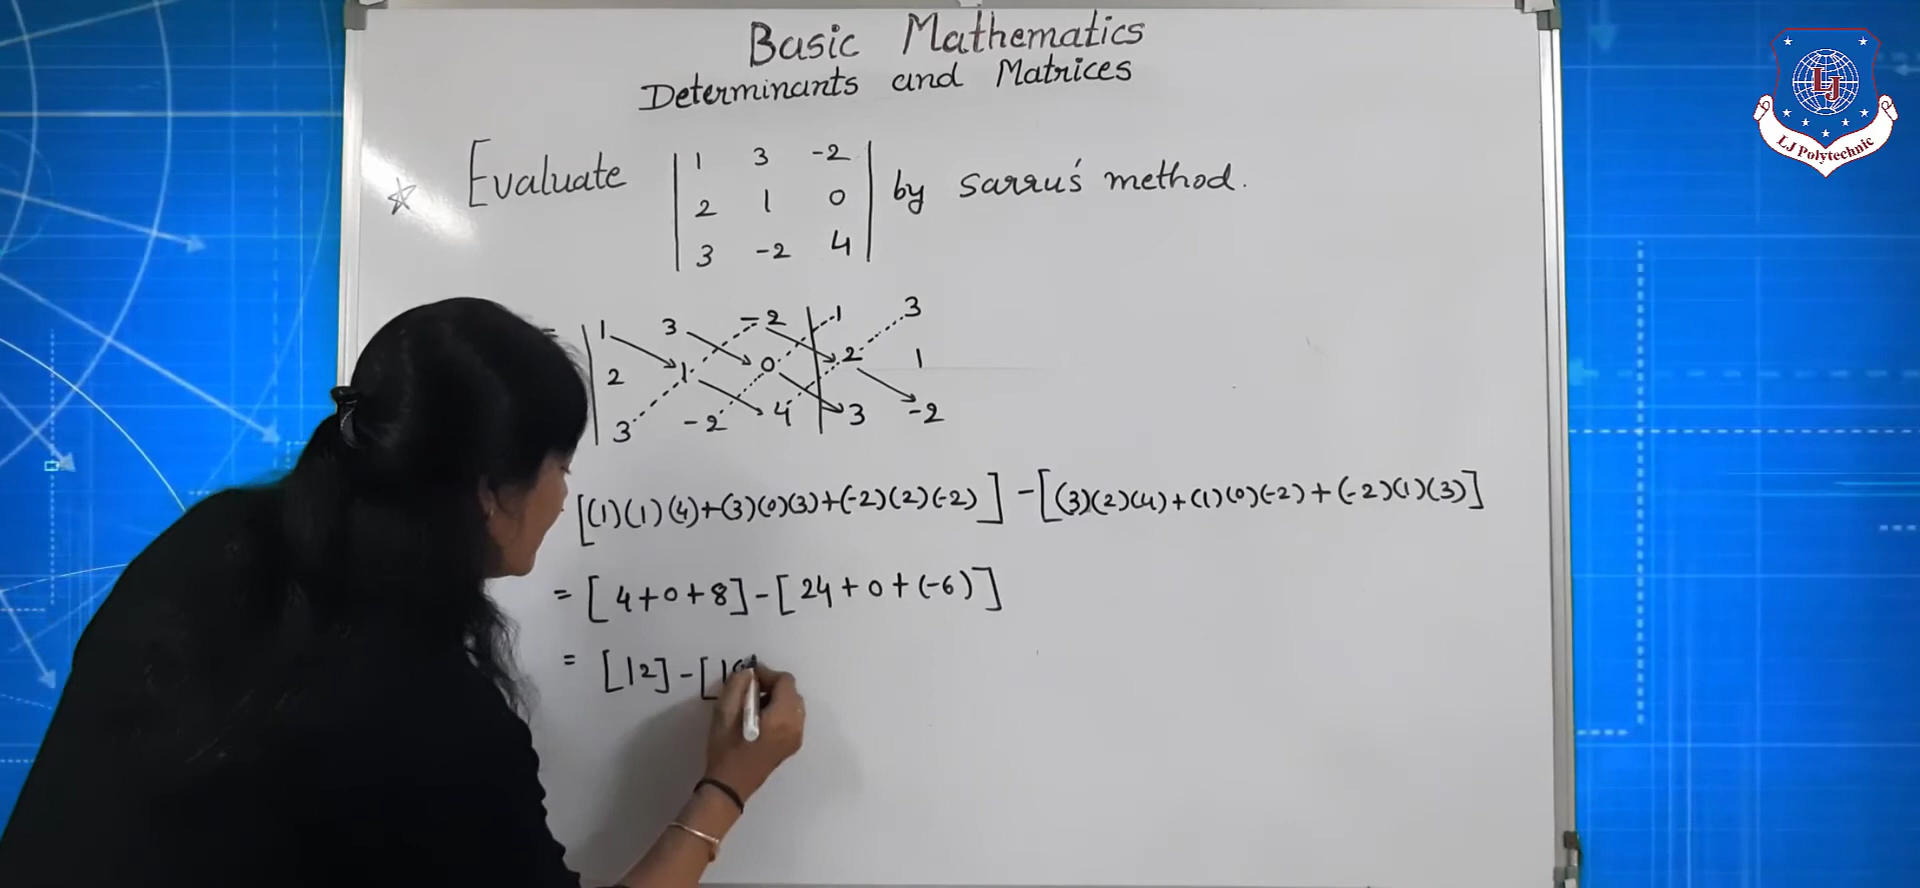 Basic Mathematics
Determinants and Matrices
LJ
LJ Polytechnic
Evaluate | 1 3 -2 | by Sarrus's method.
| 2 1 0 |
| 3 -2 4 |
= | 1 3 -2 | 1 3
| 2 1 0 | 2 1
| 3 -2 4 | 3 -2
[(1)(1)(4)+(3)(0)(3)+(-2)(2)(-2)] - [(3)(2)(4)+(1)(0)(-2)+(-2)(1)(3)]
= [4+0+8]-[24+0+(-6)]
= [12]-[